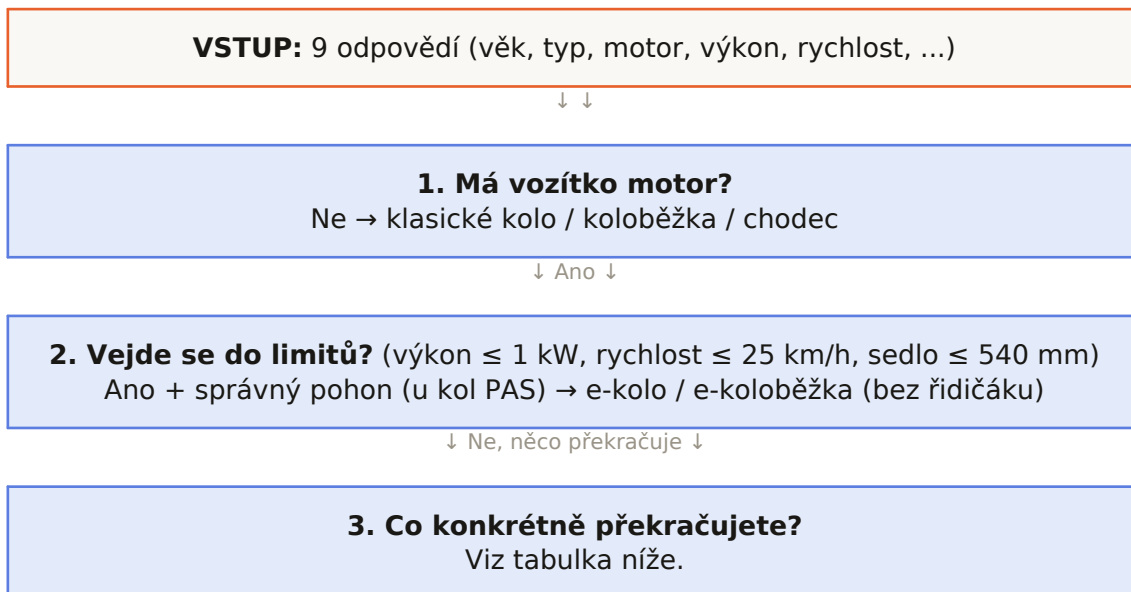 VSTUP: 9 odpovědí (věk, typ, motor, výkon, rychlost, …)
↓ ↓
1. Má vozítko motor?
Ne → klasické kolo / koloběžka / chodec
↓ Ano ↓
2. Vejde se do limitů? (výkon ≤ 1 kW, rychlost ≤ 25 km/h, sedlo ≤ 540 mm)
Ano + správný pohon (u kol PAS) → e-kolo / e-koloběžka (bez řidičáku)
↓ Ne, něco překračuje ↓
3. Co konkrétně překračujete?
Viz tabulka níže.